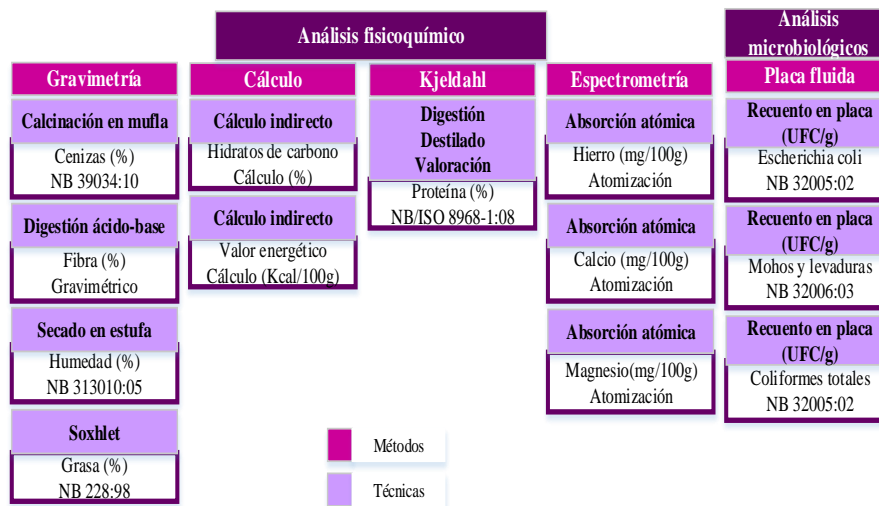 Análisis fisicoquímico
Análisis
microbiológicos
Gravimetría
Calcinación en mufla
Cenizas (%)
NB 39034:10
Digestión ácido-base
Fibra (%)
Gravimétrico
Secado en estufa
Humedad (%)
NB 313010:05
Soxhlet
Grasa (%)
NB 228:98
Cálculo
Cálculo indirecto
Hidratos de carbono
Cálculo (%)
Cálculo indirecto
Valor energético
Cálculo (Kcal/100g)
Kjeldahl
Digestión
Destilado
Valoración
Proteína (%)
NB/ISO 8968-1:08
Espectrometría
Absorción atómica
Hierro (mg/100g)
Atomización
Absorción atómica
Calcio (mg/100g)
Atomización
Absorción atómica
Magnesio(mg/100g)
Atomización
Placa fluida
Recuento en placa
(UFC/g)
Escherichia coli
NB 32005:02
Recuento en placa
(UFC/g)
Mohos y levaduras
NB 32006:03
Recuento en placa
(UFC/g)
Coliformes totales
NB 32005:02
Métodos
Técnicas